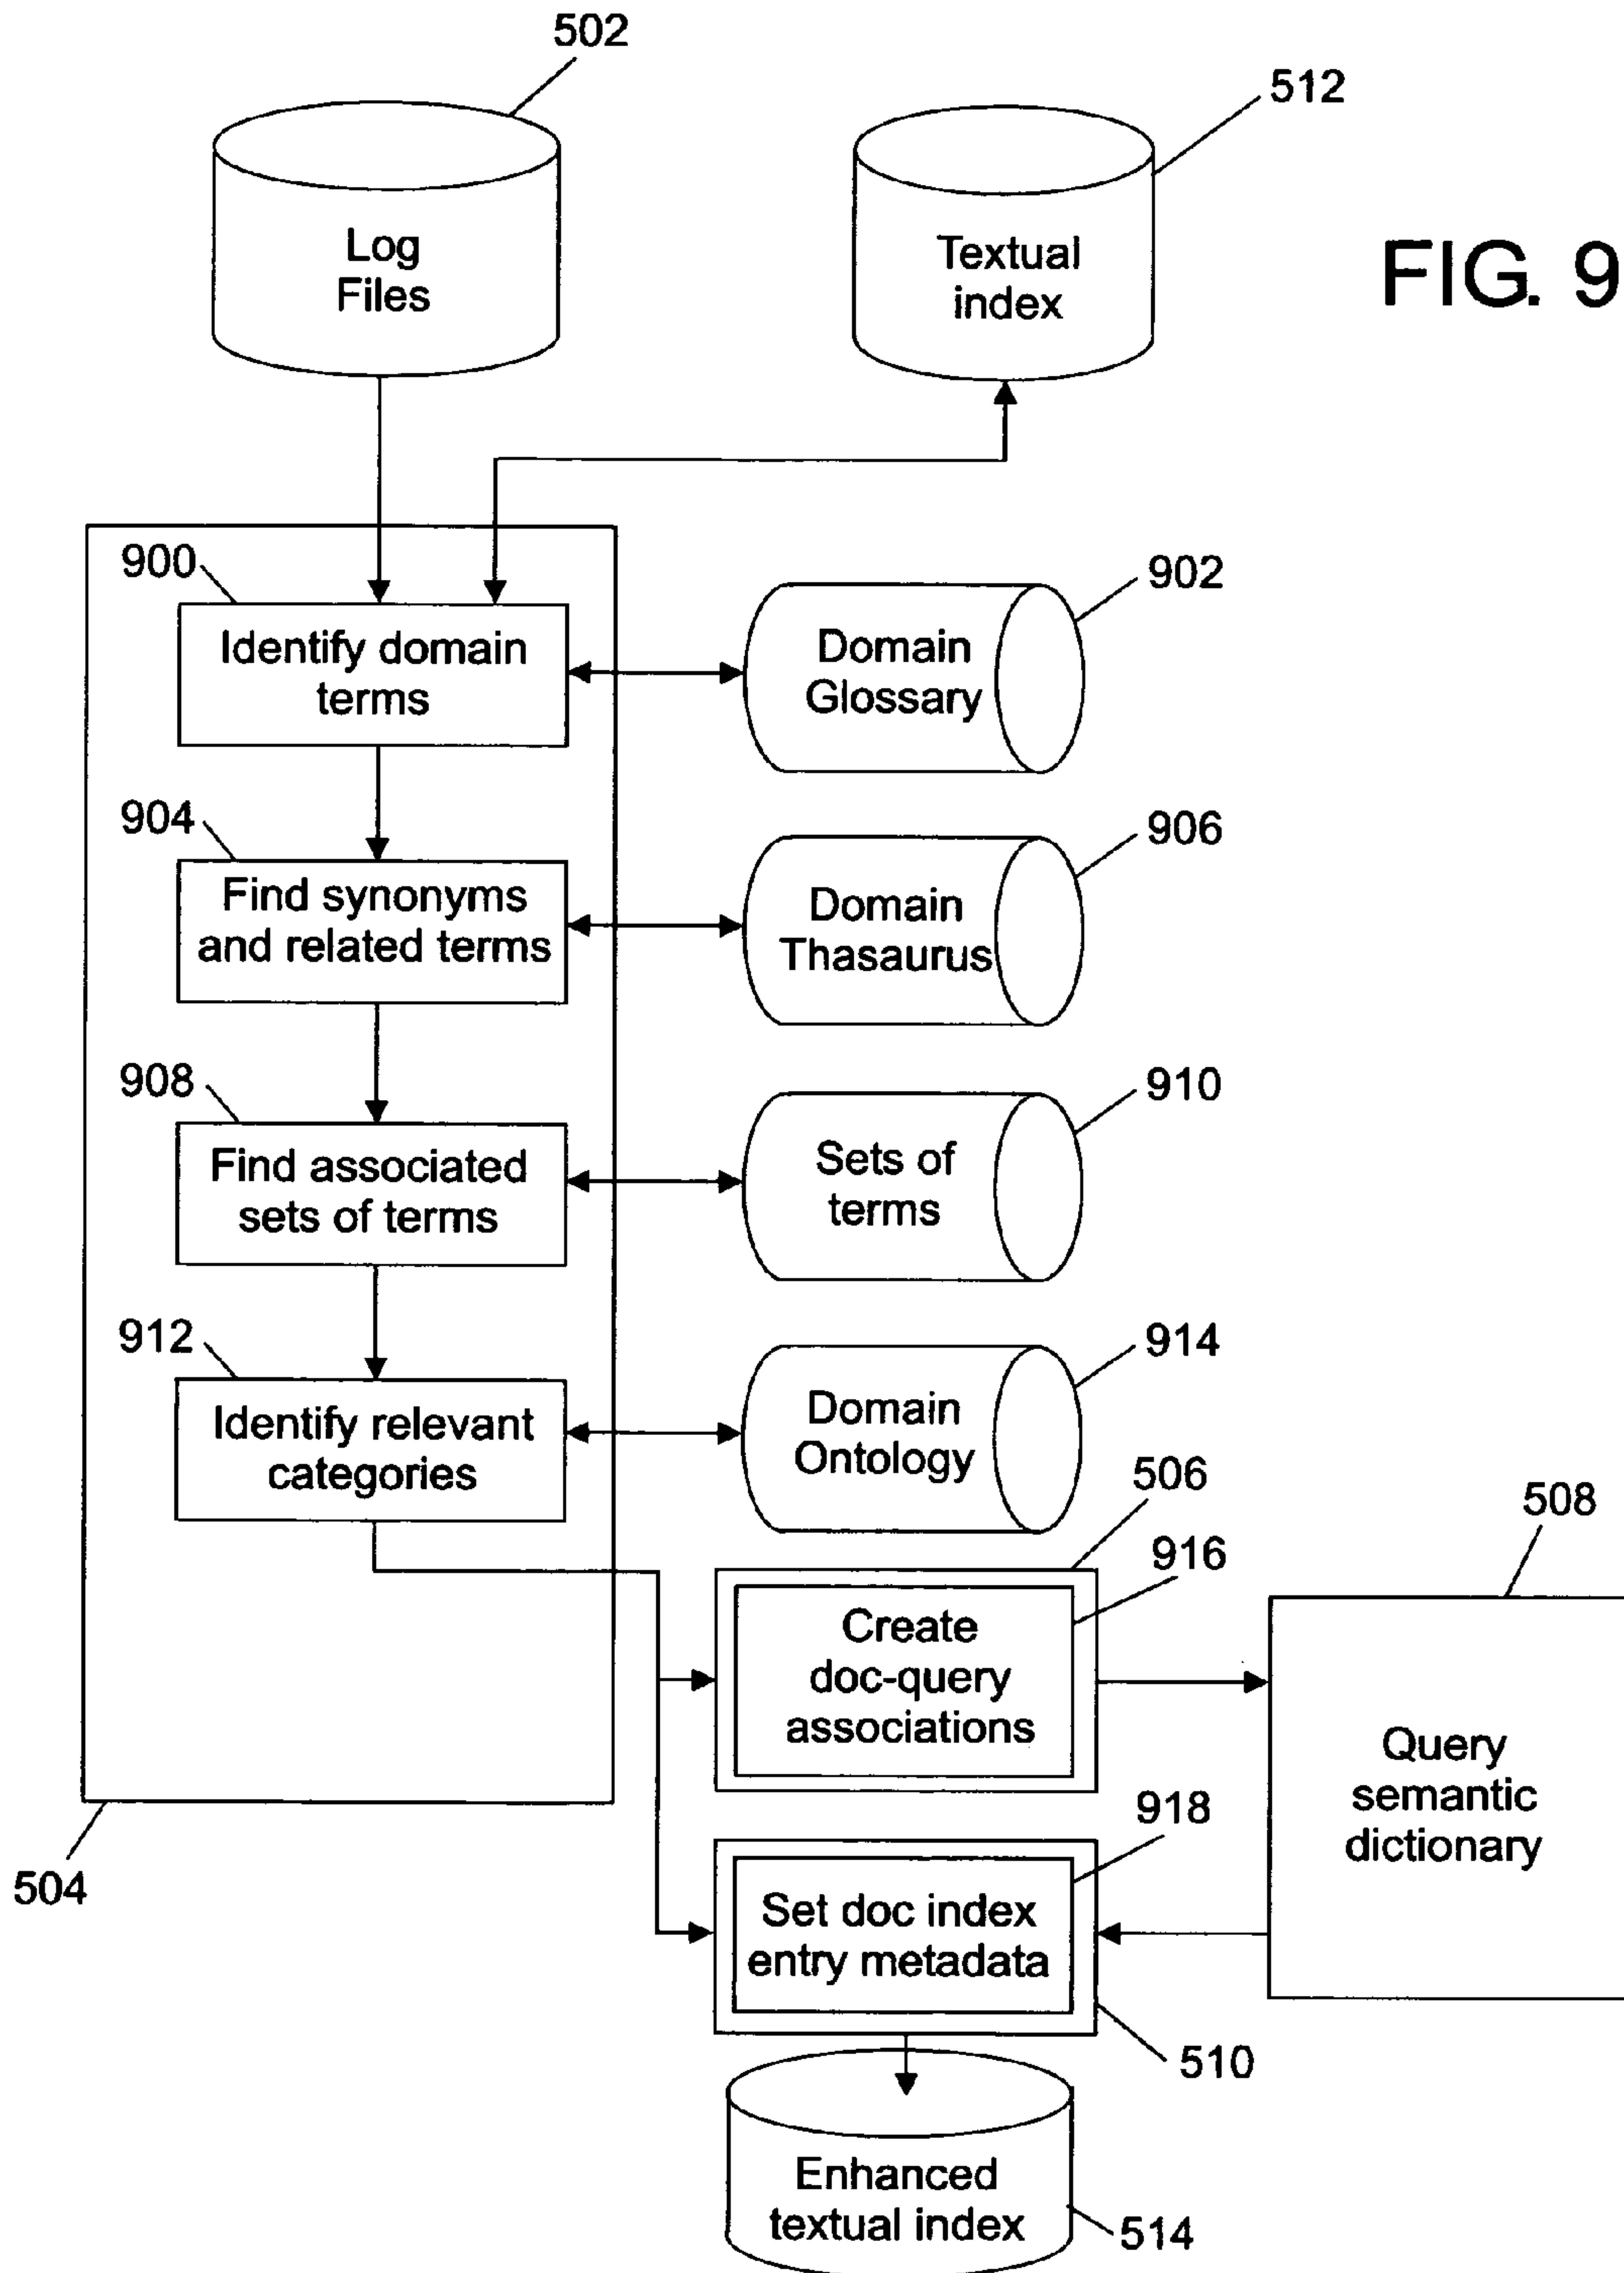 502
512
Log
Files
Textual
index
FIG. 9
900
902
Identify domain
terms
Domain
Glossary
904
906
Find synonyms
and related terms
Domain
Thasaurus
908
910
Find associated
sets of terms
Sets of
terms
912
914
Identify relevant
categories
Domain
Ontology
506
508
916
Create
doc-query
associations
Query
semantic
dictionary
504
918
Set doc index
entry metadata
510
Enhanced
textual index
514